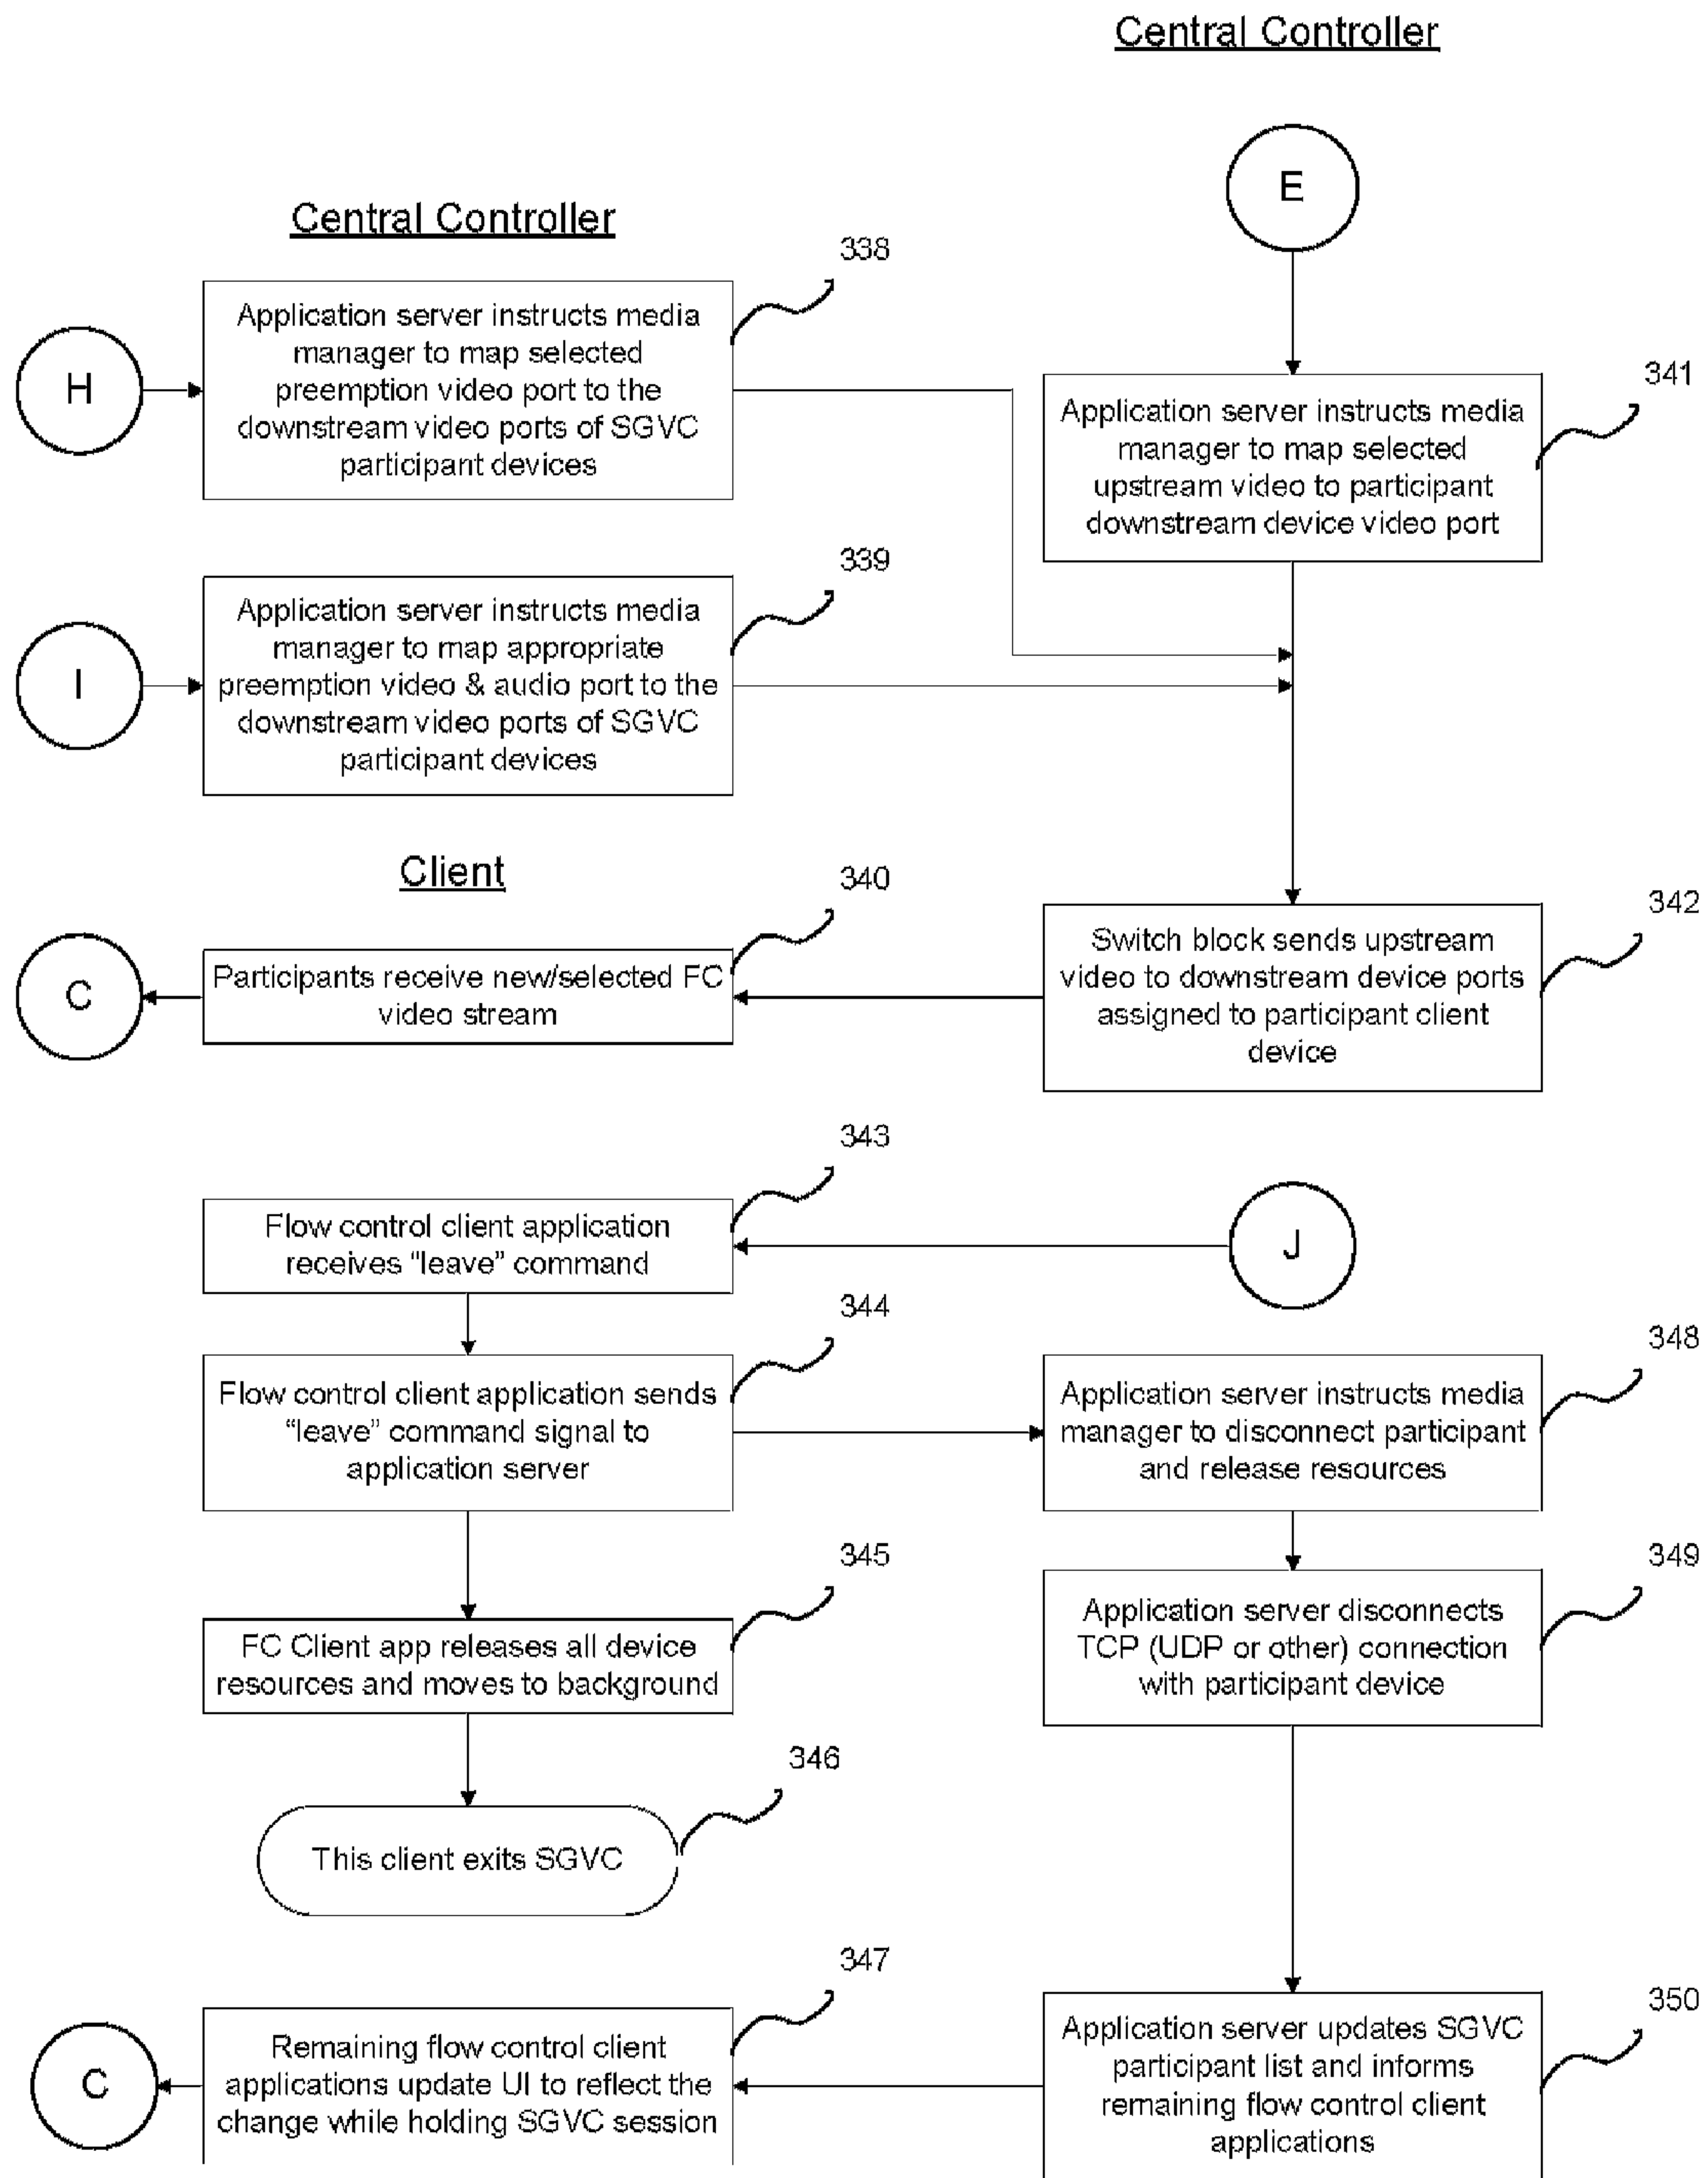 Central Controller
E
Central Controller
338
H
Application server instructs media
manager to map selected
preemption video port to the
downstream video ports of SGVC
participant devices
341
Application server instructs media
manager to map selected
upstream video to participant
downstream device video port
339
I
Application server instructs media
manager to map appropriate
preemption video & audio port to the
downstream video ports of SGVC
participant devices
Client
340
C
Participants receive new/selected FC
video stream
342
Switch block sends upstream
video to downstream device ports
assigned to participant client
device
343
Flow control client application
receives “leave” command
J
344
Flow control client application sends
“leave” command signal to
application server
348
Application server instructs media
manager to disconnect participant
and release resources
345
FC Client app releases all device
resources and moves to background
349
Application server disconnects
TCP (UDP or other) connection
with participant device
346
This client exits SGVC
347
C
Remaining flow control client
applications update UI to reflect the
change while holding SGVC session
350
Application server updates SGVC
participant list and informs
remaining flow control client
applications